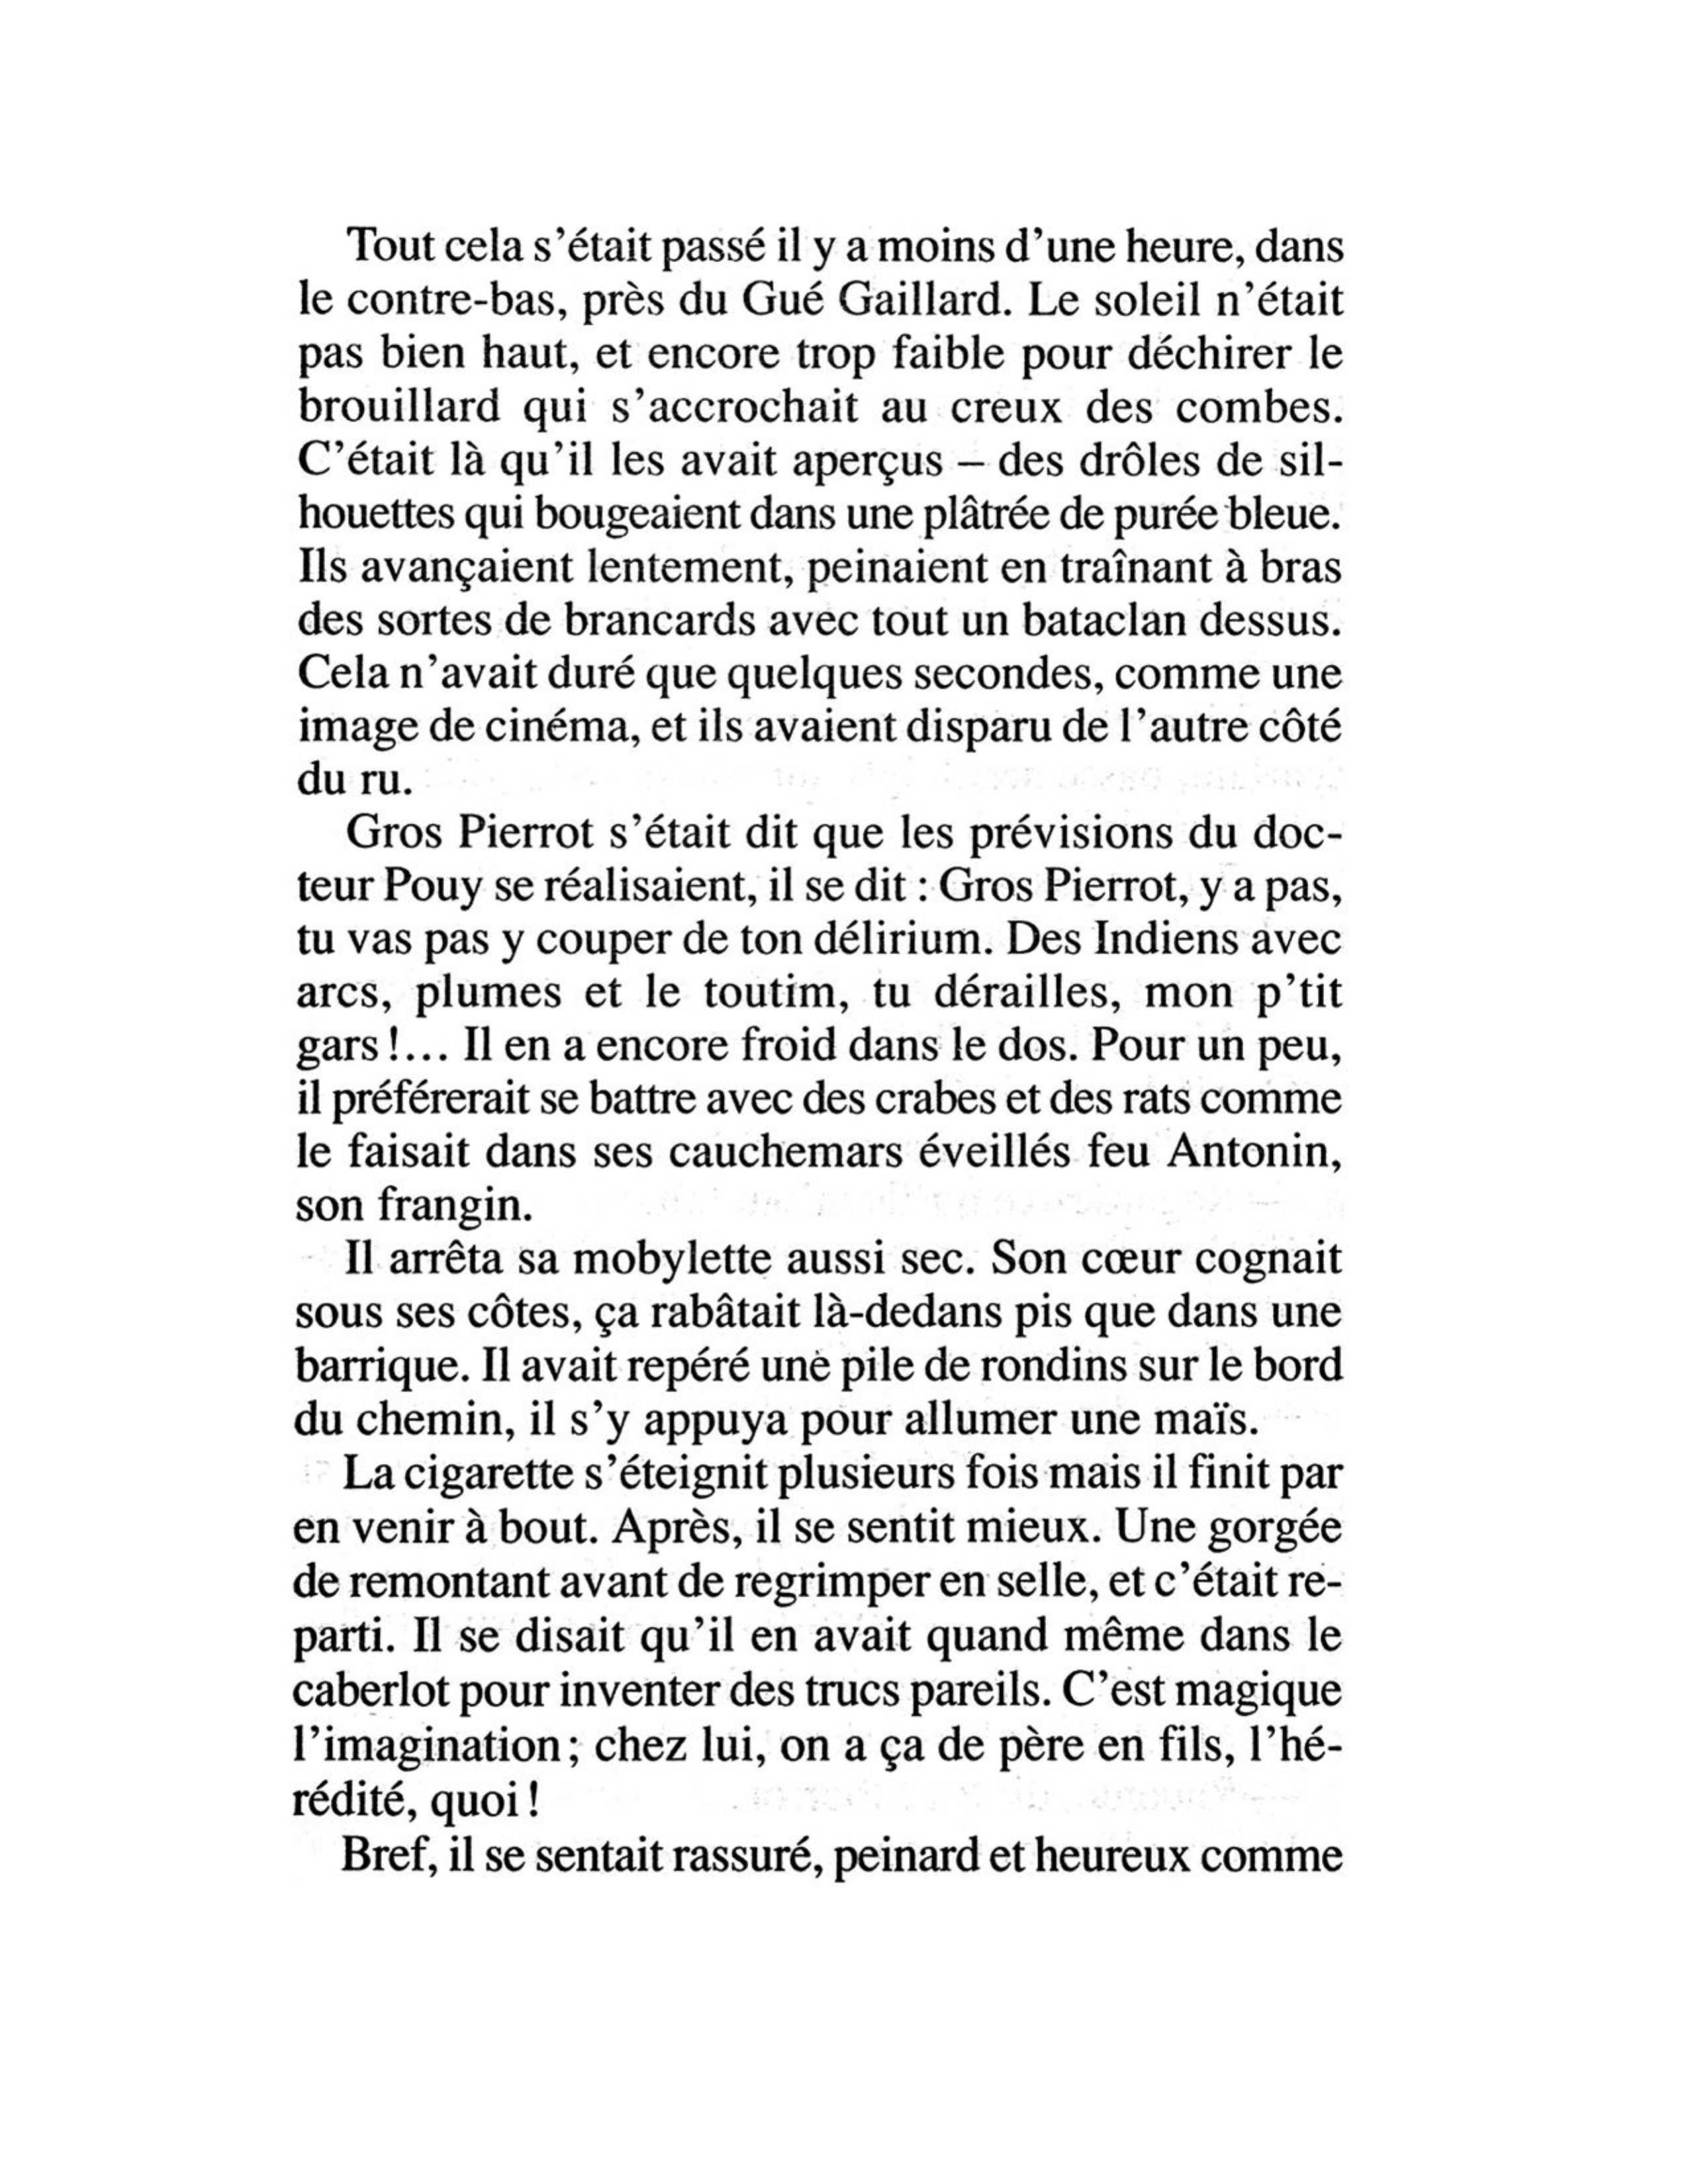 Tout cela s'était passé il y a moins d'une heure, dans
le contre-bas, près du Gué Gaillard. Le soleil n'était
pas bien haut, et encore trop faible pour déchirer le
brouillard qui s'accrochait au creux des combes.
C'était là qu'il les avait aperçus – des drôles de sil-
houettes qui bougeaient dans une plâtrée de purée bleue.
Ils avançaient lentement, peinaient en traînant à bras
des sortes de brancards avec tout un bataclan dessus.
Cela n'avait duré que quelques secondes, comme une
image de cinéma, et ils avaient disparu de l'autre côté
du ru.
Gros Pierrot s'était dit que les prévisions du doc-
teur Pouy se réalisaient, il se dit : Gros Pierrot, y a pas,
tu vas pas y couper de ton délirium. Des Indiens avec
arcs, plumes et le toutim, tu dérailles, mon p'tit
gars !... Il en a encore froid dans le dos. Pour un peu,
il préférerait se battre avec des crabes et des rats comme
le faisait dans ses cauchemars éveillés feu Antonin,
son frangin.
Il arrêta sa mobylette aussi sec. Son cœur cognait
sous ses côtes, ça rabâtait là-dedans pis que dans une
barrique. Il avait repéré une pile de rondins sur le bord
du chemin, il s'y appuya pour allumer une maïs.
La cigarette s'éteignit plusieurs fois mais il finit par
en venir à bout. Après, il se sentit mieux. Une gorgée
de remontant avant de regrimper en selle, et c'était re-
parti. Il se disait qu'il en avait quand même dans le
caberlot pour inventer des trucs pareils. C'est magique
l'imagination ; chez lui, on a ça de père en fils, l'hé-
rédité, quoi !
Bref, il se sentait rassuré, peinard et heureux comme